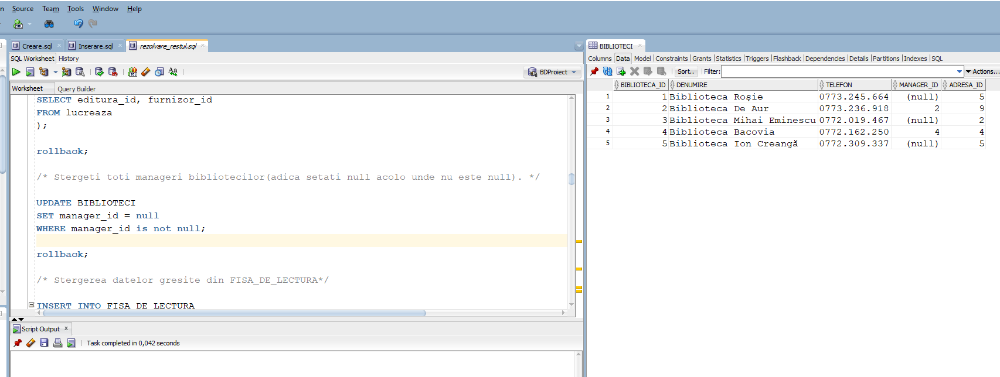 n Source Team Tools Window Help
Creare.sql
Inserare.sql
rezolvare_restul.sql
SQL Worksheet History
BDProiect
Worksheet Query Builder
SELECT editura_id, furnizor_id
FROM lucreaza
);
rollback;
/* Stergeti toti manageri bibliotecilor(adica setati null acolo unde nu este null). */
UPDATE BIBLIOTECI
SET manager_id = null
WHERE manager_id is not null;
rollback;
/* Stergerea datelor gresite din FISA_DE_LECTURA*/
INSERT INTO FISA_DE_LECTURA
Script Output
Task completed in 0,042 seconds
BIBLIOTECI
Columns Data Model Constraints Grants Statistics Triggers Flashback Dependencies Details Partitions Indexes SQL
Sort.. Filter: Actions...
BIBLIOTECA_ID DENUMIRE TELEFON MANAGER_ID ADRESA_ID
1 1 Biblioteca Roșie 0773.245.664 (null) 5
2 2 Biblioteca De Aur 0773.236.918 2 9
3 3 Biblioteca Mihai Eminescu 0772.019.467 (null) 2
4 4 Biblioteca Bacovia 0772.162.250 4 4
5 5 Biblioteca Ion Creangă 0772.309.337 (null) 5